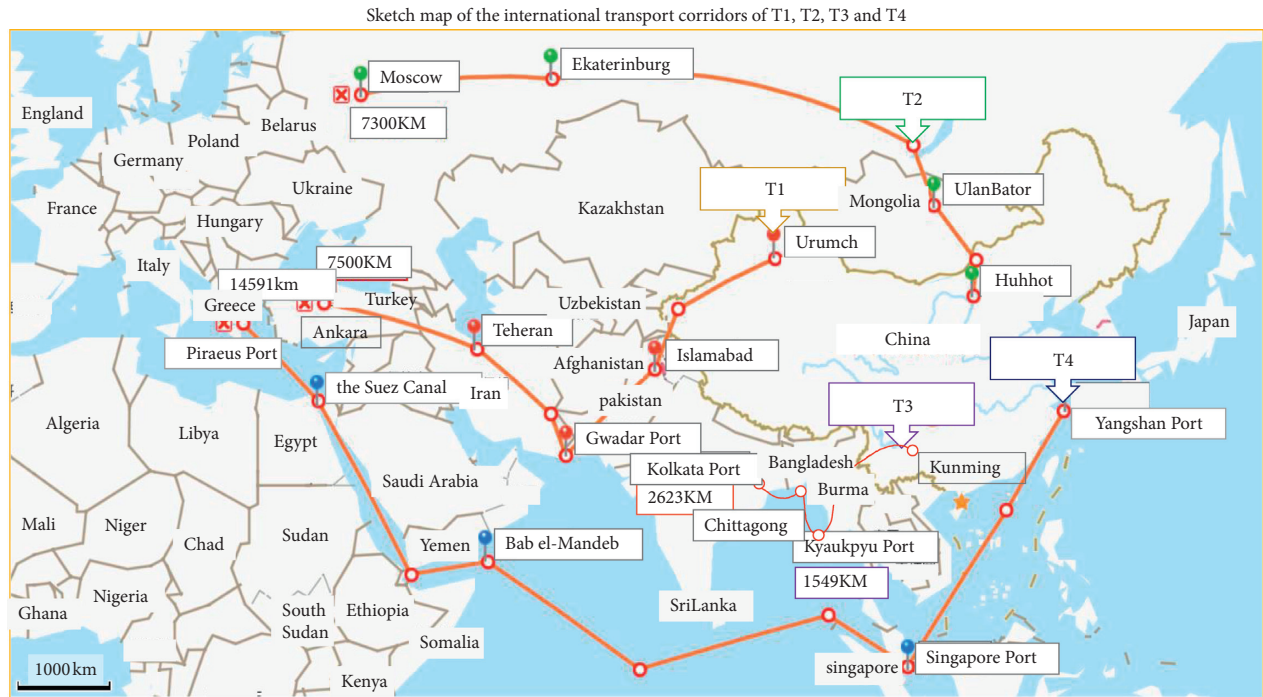 Sketch map of the international transport corridors of T1, T2, T3 and T4
Moscow
Ekaterinburg
T2
England
7300KM
Belarus
Poland
Germany
T1
Ukraine
UlanBator
France
Mongolia
Kazakhstan
Hungary
Urumch
Italy
7500KM
14591km
Huhhot
Greece
Turkey
Uzbekistan
Japan
Ankara
Teheran
China
Piraeus Port
Afghanistan
Islamabad
T4
the Suez Canal
Iran
pakistan
T3
Algeria
Libya
Yangshan Port
Egypt
Gwadar Port
Bangladesh
Kolkata Port
Kunming
Saudi Arabia
Burma
2623KM
Mali
Niger
Chittagong
Sudan
Chad
Yemen
Bab el-Mandeb
Kyaukpyu Port
1549KM
Nigeria
SriLanka
Ghana
South
Sudan
Ethiopia
Somalia
Singapore Port
singapore
1000 km
Kenya